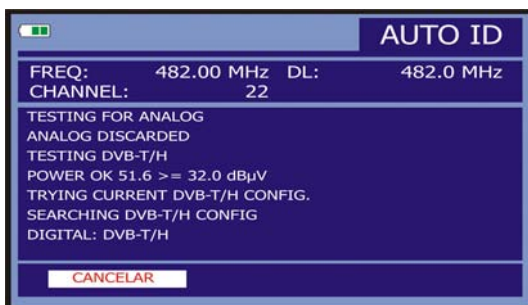 AUTO ID
FREQ: 482.00 MHz DL: 482.0 MHz
CHANNEL: 22
TESTING FOR ANALOG
ANALOG DISCARDED
TESTING DVB-T/H
POWER OK 51.6 >= 32.0 dBµV
TRYING CURRENT DVB-T/H CONFIG.
SEARCHING DVB-T/H CONFIG
DIGITAL: DVB-T/H
CANCELAR